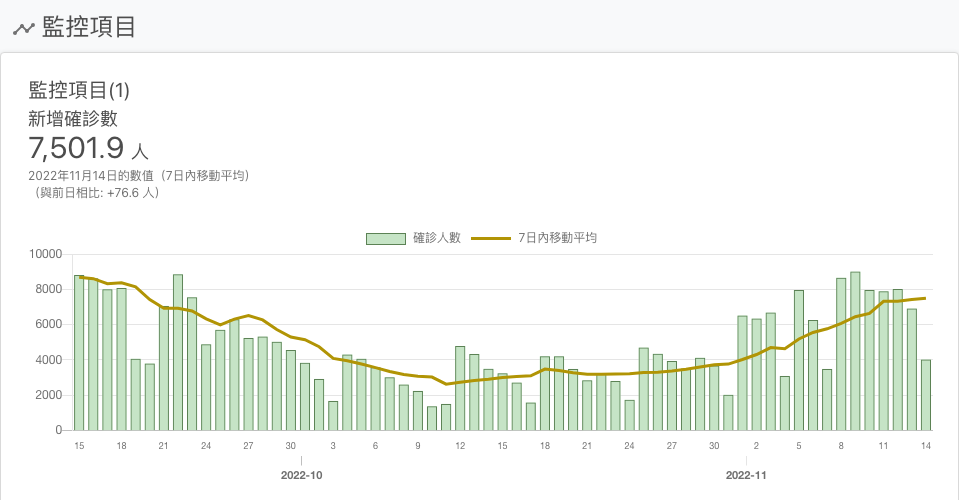 監控項目
監控項目(1)
新增確診數
7,501.9 人
2022年11月14日的數值（7日內移動平均）
（與前日相比: +76.6 人）
確診人數 7日內移動平均
10000
8000
6000
4000
2000
0
15 18 21 24 27 30 3 6 9 12 15 18 21 24 27 30 2 5 8 11 14
2022-10 2022-11